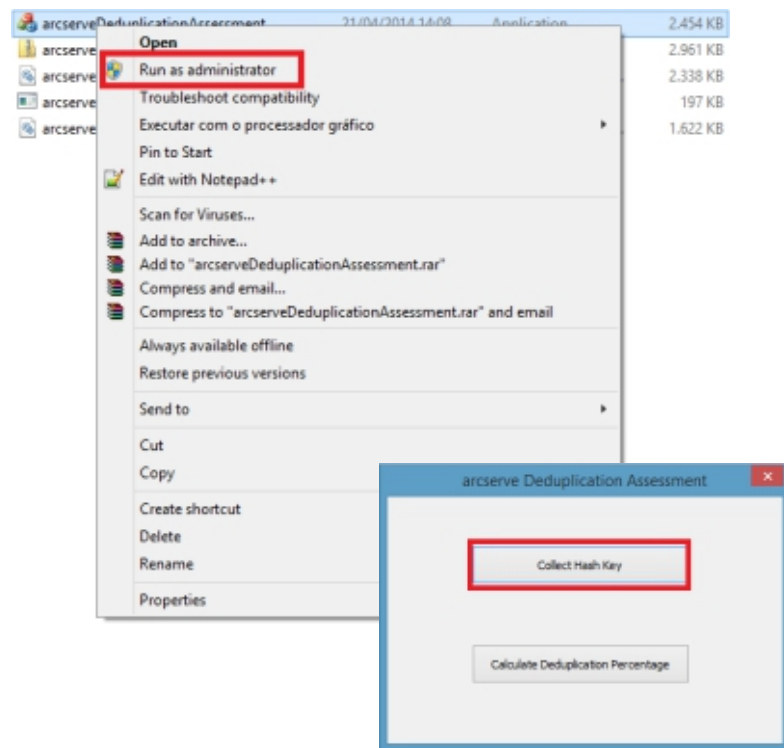 arcserveDeduplicationAssessment 21/04/2014 14:08 Application 2.454 KB
arcserve 2.961 KB
arcserve 2.338 KB
arcserve 197 KB
arcserve 1.622 KB
Open
Run as administrator
Troubleshoot compatibility
Executar com o processador gráfico
Pin to Start
Edit with Notepad++
Scan for Viruses...
Add to archive...
Add to "arcserveDeduplicationAssessment.rar"
Compress and email...
Compress to "arcserveDeduplicationAssessment.rar" and email
Always available offline
Restore previous versions
Send to
Cut
Copy
Create shortcut
Delete
Rename
Properties
arcserve Deduplication Assessment
Collect Hash Key
Calculate Deduplication Percentage